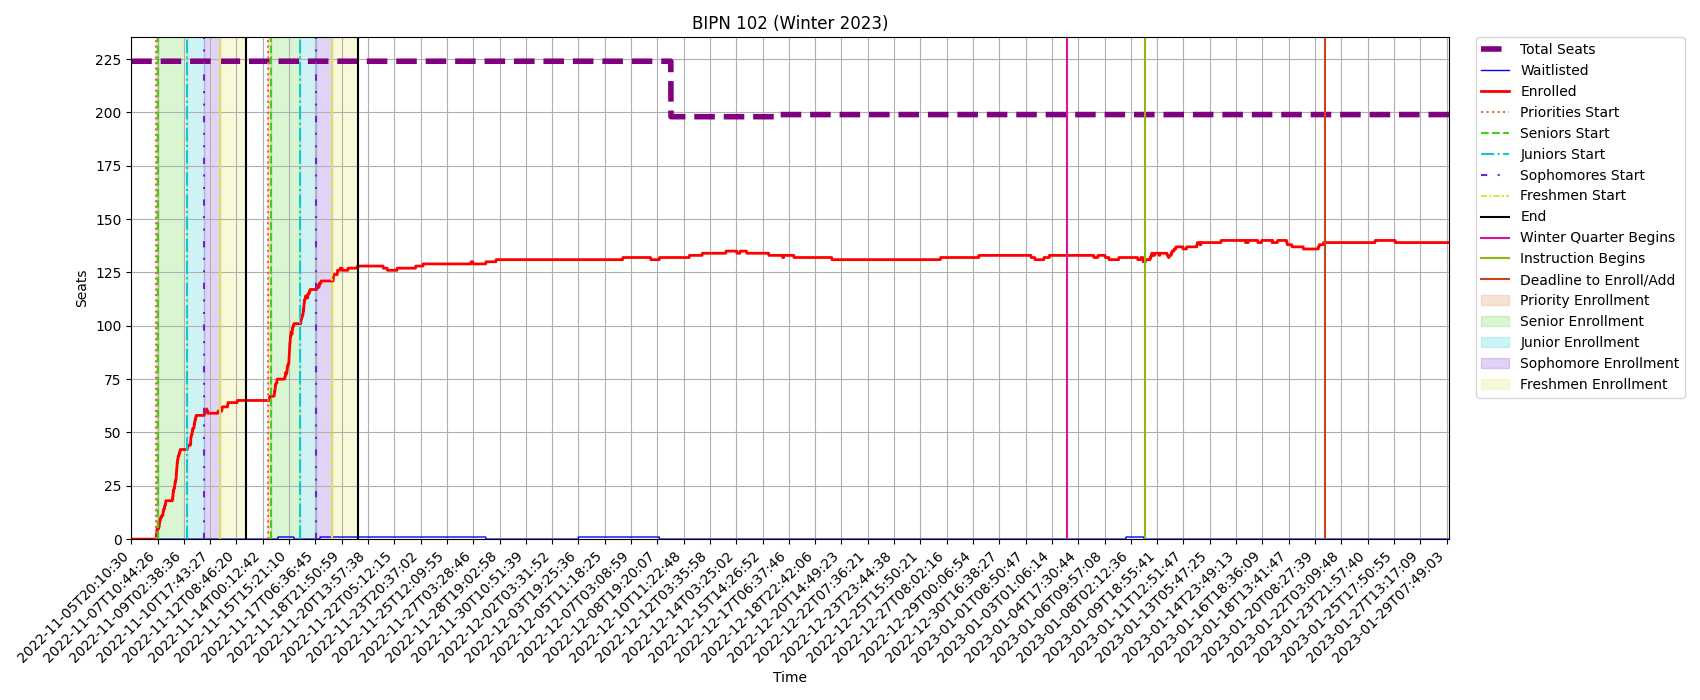 BIPN 102 (Winter 2023)
Seats
225
200
175
150
125
100
75
50
25
0
2022-11-05T20:10:30
2022-11-07T10:44:26
2022-11-09T02:38:36
2022-11-10T17:43:27
2022-11-12T08:46:20
2022-11-14T00:12:42
2022-11-15T15:21:10
2022-11-17T06:36:45
2022-11-18T21:50:59
2022-11-20T13:57:38
2022-11-22T05:12:15
2022-11-23T20:37:02
2022-11-25T12:09:55
2022-11-27T03:28:46
2022-11-28T19:02:58
2022-11-30T10:51:39
2022-12-02T03:31:52
2022-12-03T19:25:36
2022-12-05T11:18:25
2022-12-07T03:08:59
2022-12-08T19:20:07
2022-12-10T11:22:48
2022-12-12T03:35:58
2022-12-14T03:25:02
2022-12-15T14:26:52
2022-12-17T06:37:46
2022-12-18T22:42:06
2022-12-20T14:49:23
2022-12-22T07:36:21
2022-12-23T23:44:38
2022-12-25T15:50:21
2022-12-27T08:02:16
2022-12-29T00:06:54
2022-12-30T16:38:27
2023-01-01T08:50:47
2023-01-03T01:06:14
2023-01-04T17:30:44
2023-01-06T09:57:08
2023-01-08T02:12:36
2023-01-09T18:55:41
2023-01-11T12:51:47
2023-01-13T05:47:25
2023-01-14T23:49:13
2023-01-16T18:36:09
2023-01-18T13:41:47
2023-01-20T08:27:39
2023-01-22T03:09:48
2023-01-23T21:57:40
2023-01-25T17:50:55
2023-01-27T13:17:09
2023-01-29T07:49:03
Time
Total Seats
Waitlisted
Enrolled
Priorities Start
Seniors Start
Juniors Start
Sophomores Start
Freshmen Start
End
Winter Quarter Begins
Instruction Begins
Deadline to Enroll/Add
Priority Enrollment
Senior Enrollment
Junior Enrollment
Sophomore Enrollment
Freshmen Enrollment